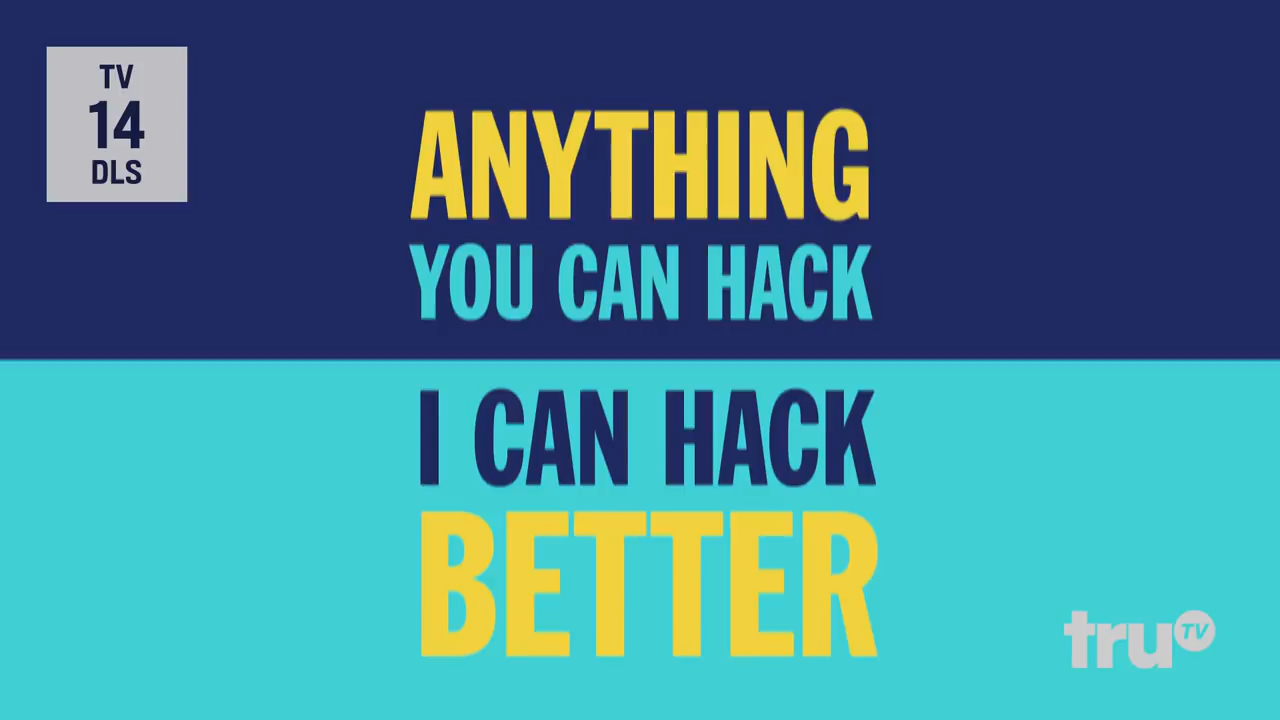 TV
14
DLS
ANYTHING
YOU CAN HACK
I CAN HACK
BETTER
truTV